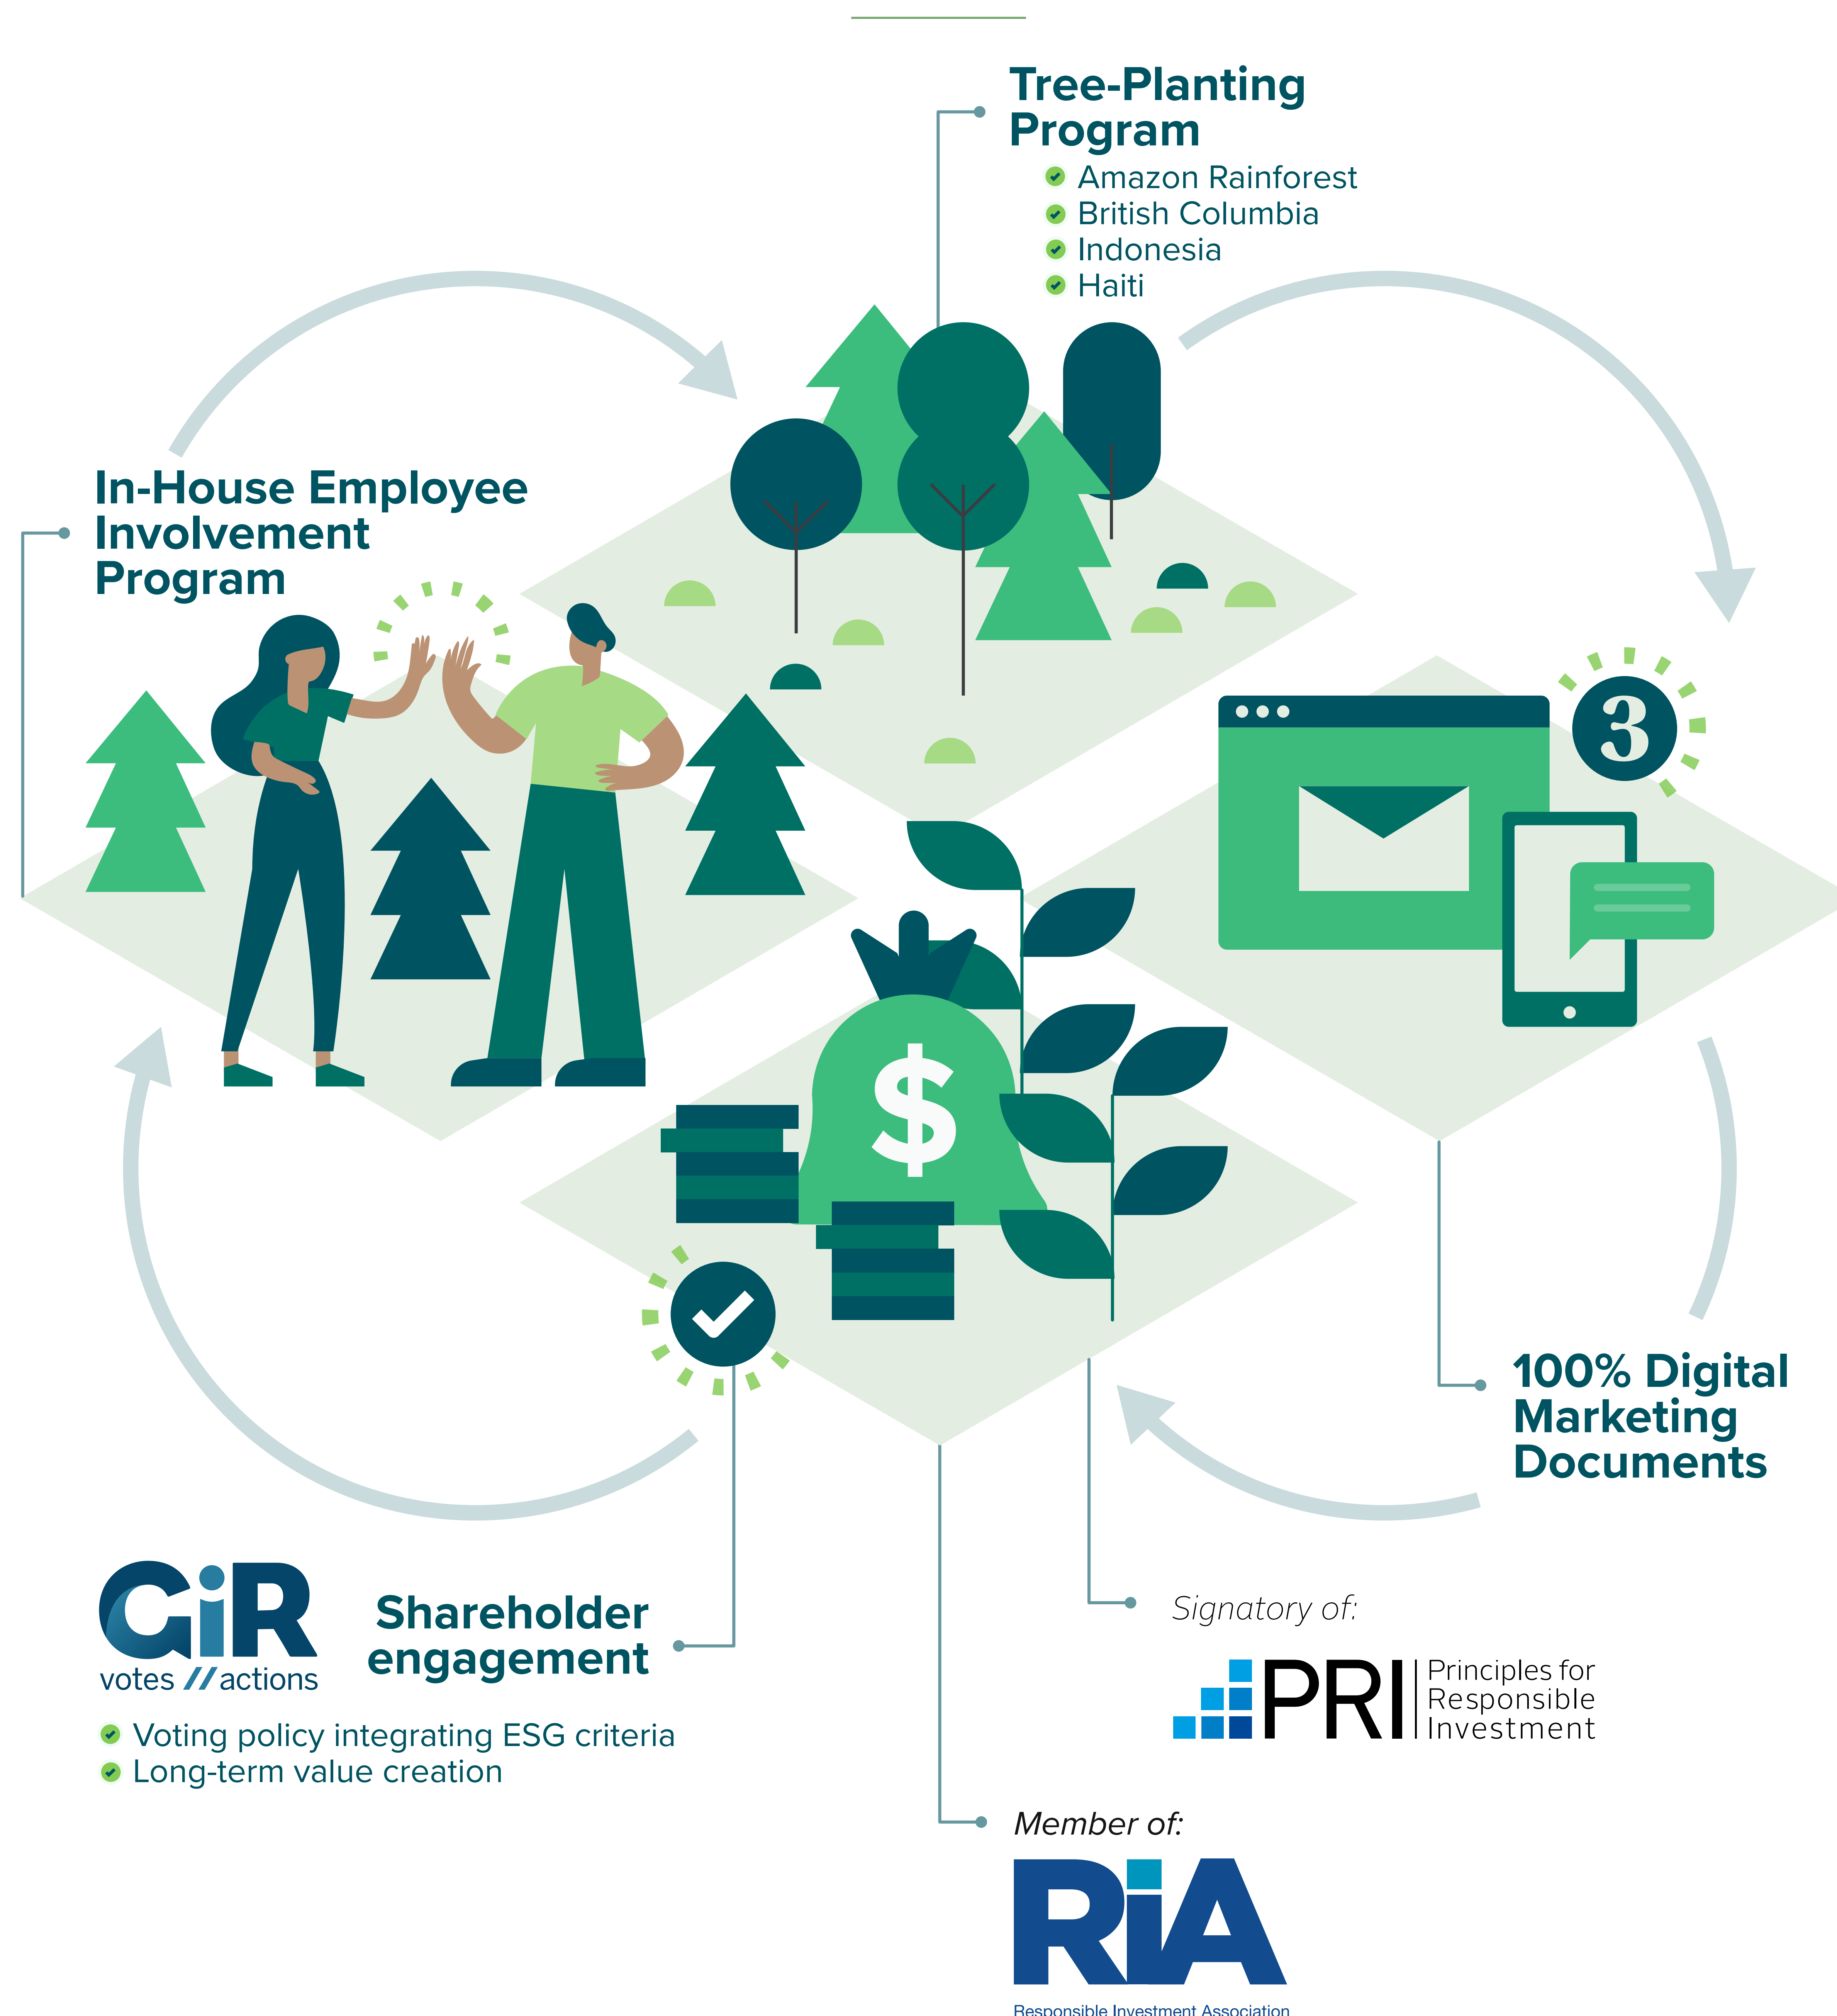 Tree-Planting
Program
Amazon Rainforest
British Columbia
Indonesia
Haiti
In-House Employee
Involvement
Program
3
$
100% Digital
Marketing
Documents
GiR
votes // actions
Shareholder
engagement
Voting policy integrating ESG criteria
Long-term value creation
Signatory of:
PRI
Principles for
Responsible
Investment
Member of:
RiA
Responsible Investment Association